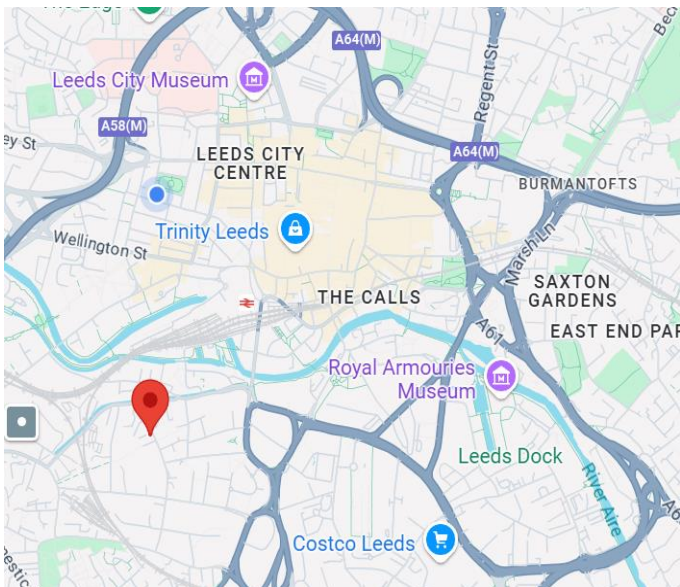 A64(M)
Leeds City Museum
Regent St
A58(M)
LEEDS CITY
CENTRE
A64(M)
BURMANTOFTS
Trinity Leeds
Wellington St
Marsh Ln
SAXTON
GARDENS
THE CALLS
A61
EAST END PAR
Royal Armouries
Museum
Leeds Dock
River Aire
Costco Leeds